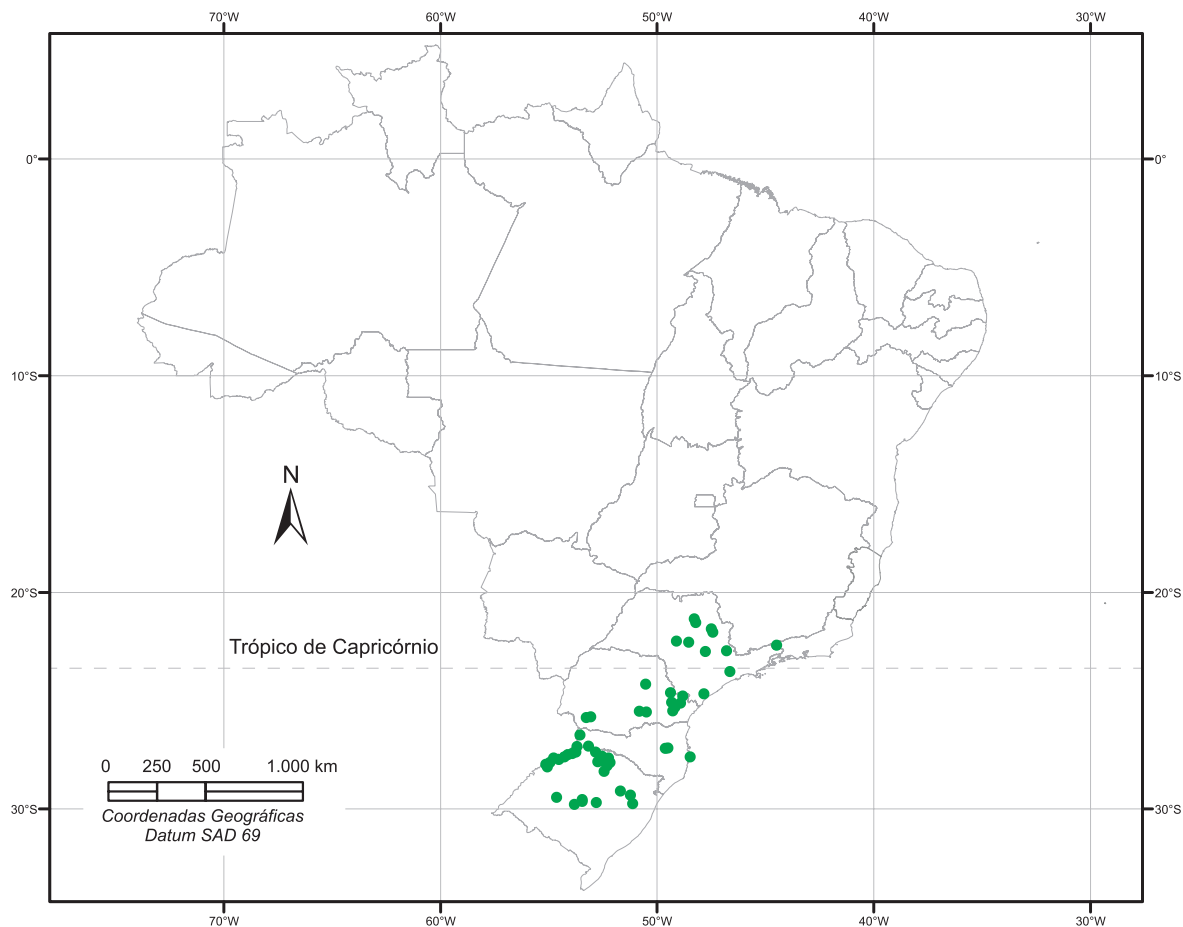 70°W 60°W 50°W 40°W 30°W
0° 0°
10°S 10°S
N
20°S 20°S
Trópico de Capricórnio
0 250 500 1.000 km
30°S 30°S
Coordenadas Geográficas
Datum SAD 69
70°W 60°W 50°W 40°W 30°W